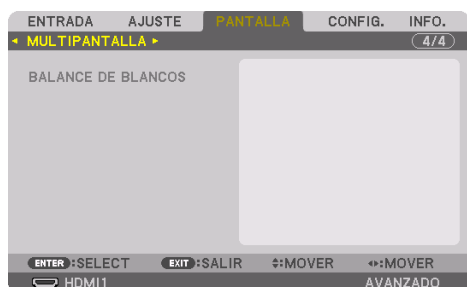 ENTRADA AJUSTE PANTALLA CONFIG. INFO.
MULTIPANTALLA 4/4
BALANCE DE BLANCOS
ENTER :SELECT EXIT :SALIR :MOVER :MOVER
HDMI1 AVANZADO